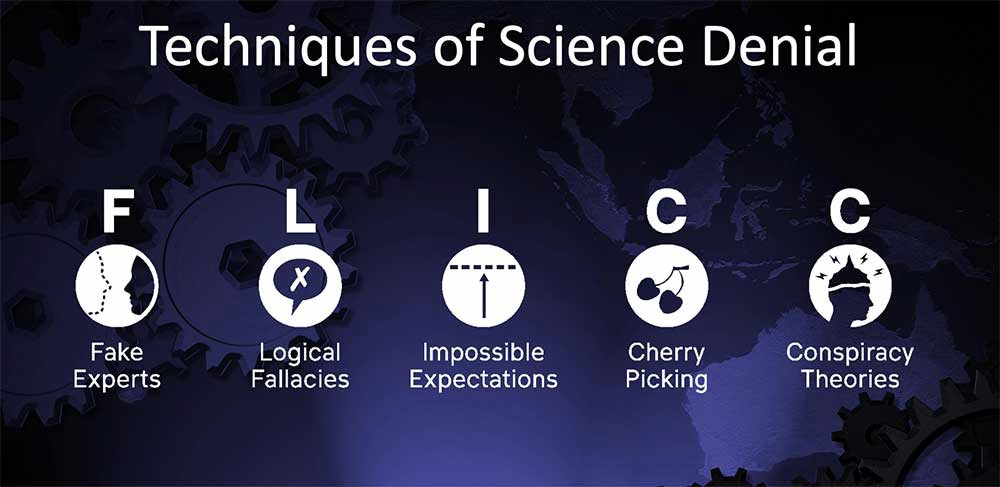 Techniques of Science Denial
F
L
I
C
C
Fake
Experts
Logical
Fallacies
Impossible
Expectations
Cherry
Picking
Conspiracy
Theories